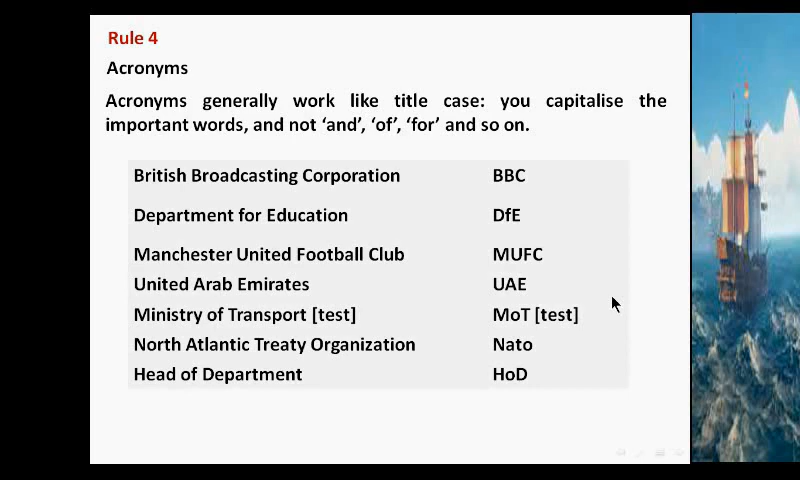 Rule 4
Acronyms
Acronyms generally work like title case: you capitalise the
important words, and not ‘and’, ‘of’, ‘for’ and so on.
British Broadcasting Corporation BBC
Department for Education DfE
Manchester United Football Club MUFC
United Arab Emirates UAE
Ministry of Transport [test] MoT [test]
North Atlantic Treaty Organization Nato
Head of Department HoD